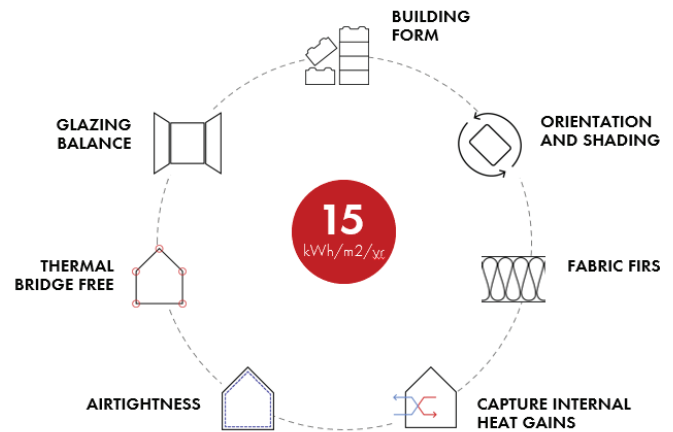 BUILDING
FORM
ORIENTATION
AND SHADING
FABRIC FIRS
CAPTURE INTERNAL
HEAT GAINS
AIRTIGHTNESS
THERMAL
BRIDGE FREE
GLAZING
BALANCE
15
kWh/m2/yr